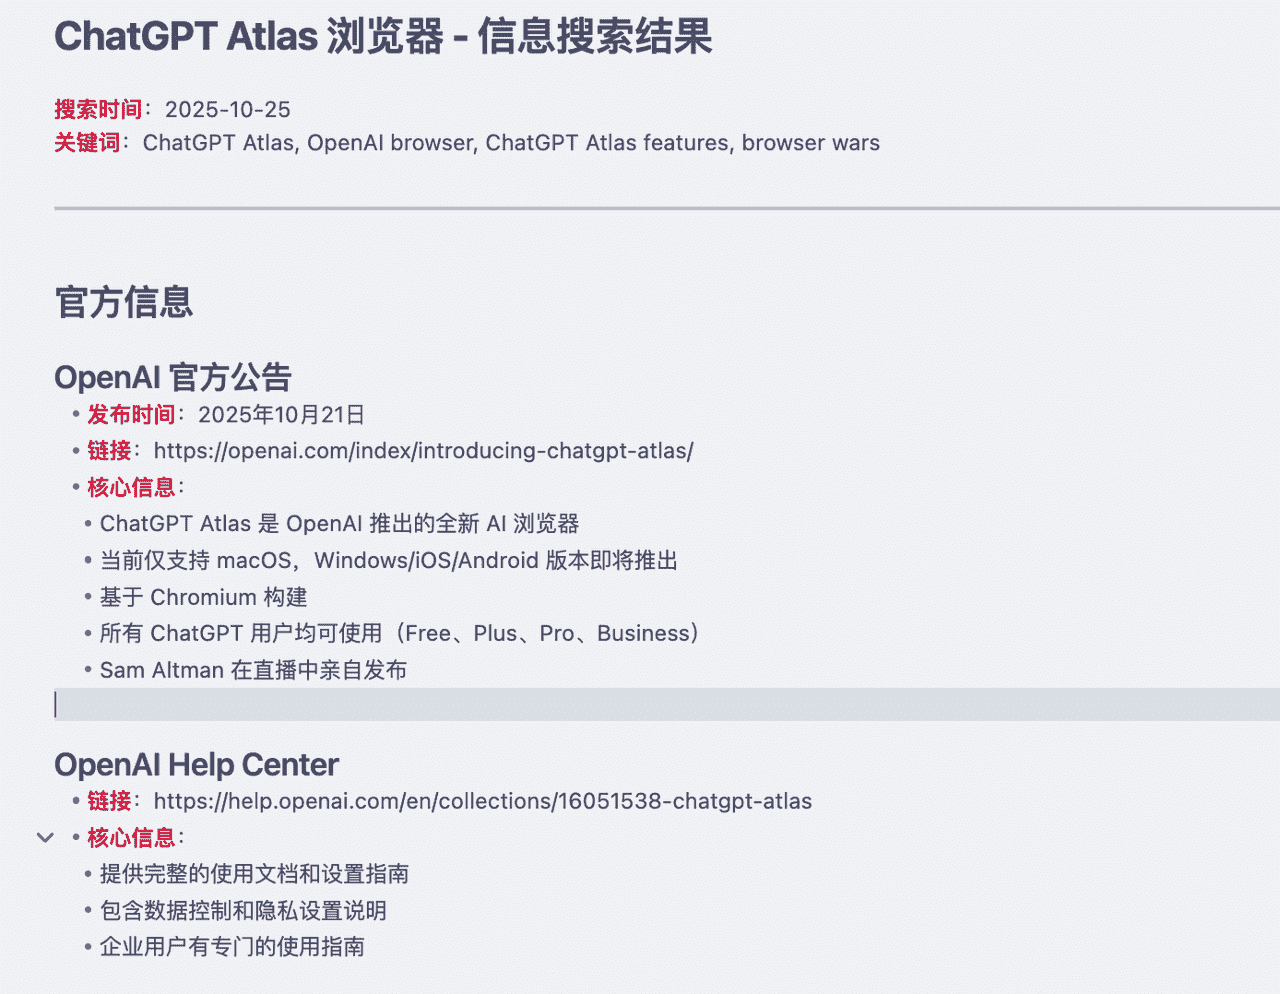 ChatGPT Atlas 浏览器 - 信息搜索结果
搜索时间：2025-10-25
关键词：ChatGPT Atlas, OpenAI browser, ChatGPT Atlas features, browser wars
官方信息
OpenAI 官方公告
• 发布时间：2025年10月21日
• 链接：https://openai.com/index/introducing-chatgpt-atlas/
• 核心信息：
• ChatGPT Atlas 是 OpenAI 推出的全新 AI 浏览器
• 当前仅支持 macOS，Windows/iOS/Android 版本即将推出
• 基于 Chromium 构建
• 所有 ChatGPT 用户均可使用（Free、Plus、Pro、Business）
• Sam Altman 在直播中亲自发布
OpenAI Help Center
• 链接：https://help.openai.com/en/collections/16051538-chatgpt-atlas
• 核心信息：
• 提供完整的使用文档和设置指南
• 包含数据控制和隐私设置说明
• 企业用户有专门的使用指南